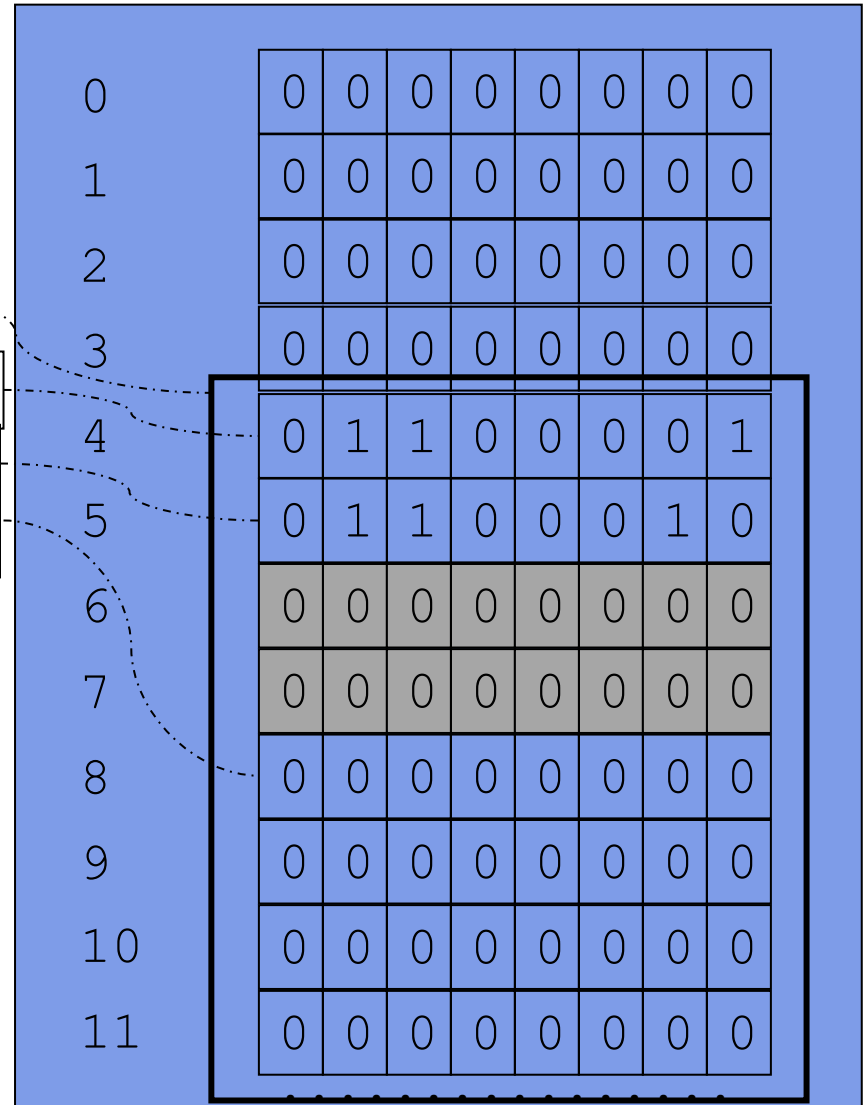 0 0 0 0 0 0 0 0 0
1 0 0 0 0 0 0 0 0
2 0 0 0 0 0 0 0 0
3 0 0 0 0 0 0 0 0
4 0 1 1 0 0 0 0 1
5 0 1 1 0 0 0 1 0
6 0 0 0 0 0 0 0 0
7 0 0 0 0 0 0 0 0
8 0 0 0 0 0 0 0 0
9 0 0 0 0 0 0 0 0
10 0 0 0 0 0 0 0 0
11 0 0 0 0 0 0 0 0